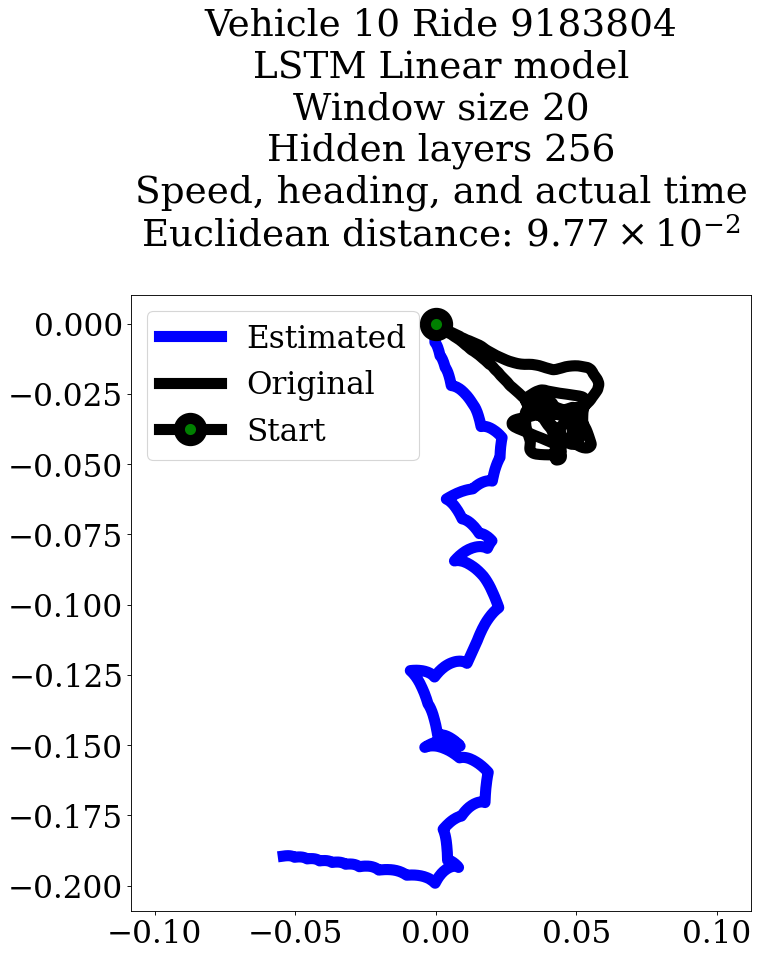 Vehicle 10 Ride 9183804
LSTM Linear model
Window size 20
Hidden layers 256
Speed, heading, and actual time
Euclidean distance: 9.77 × 10⁻²
Estimated
Original
Start
0.000
−0.025
−0.050
−0.075
−0.100
−0.125
−0.150
−0.175
−0.200
−0.10 −0.05 0.00 0.05 0.10